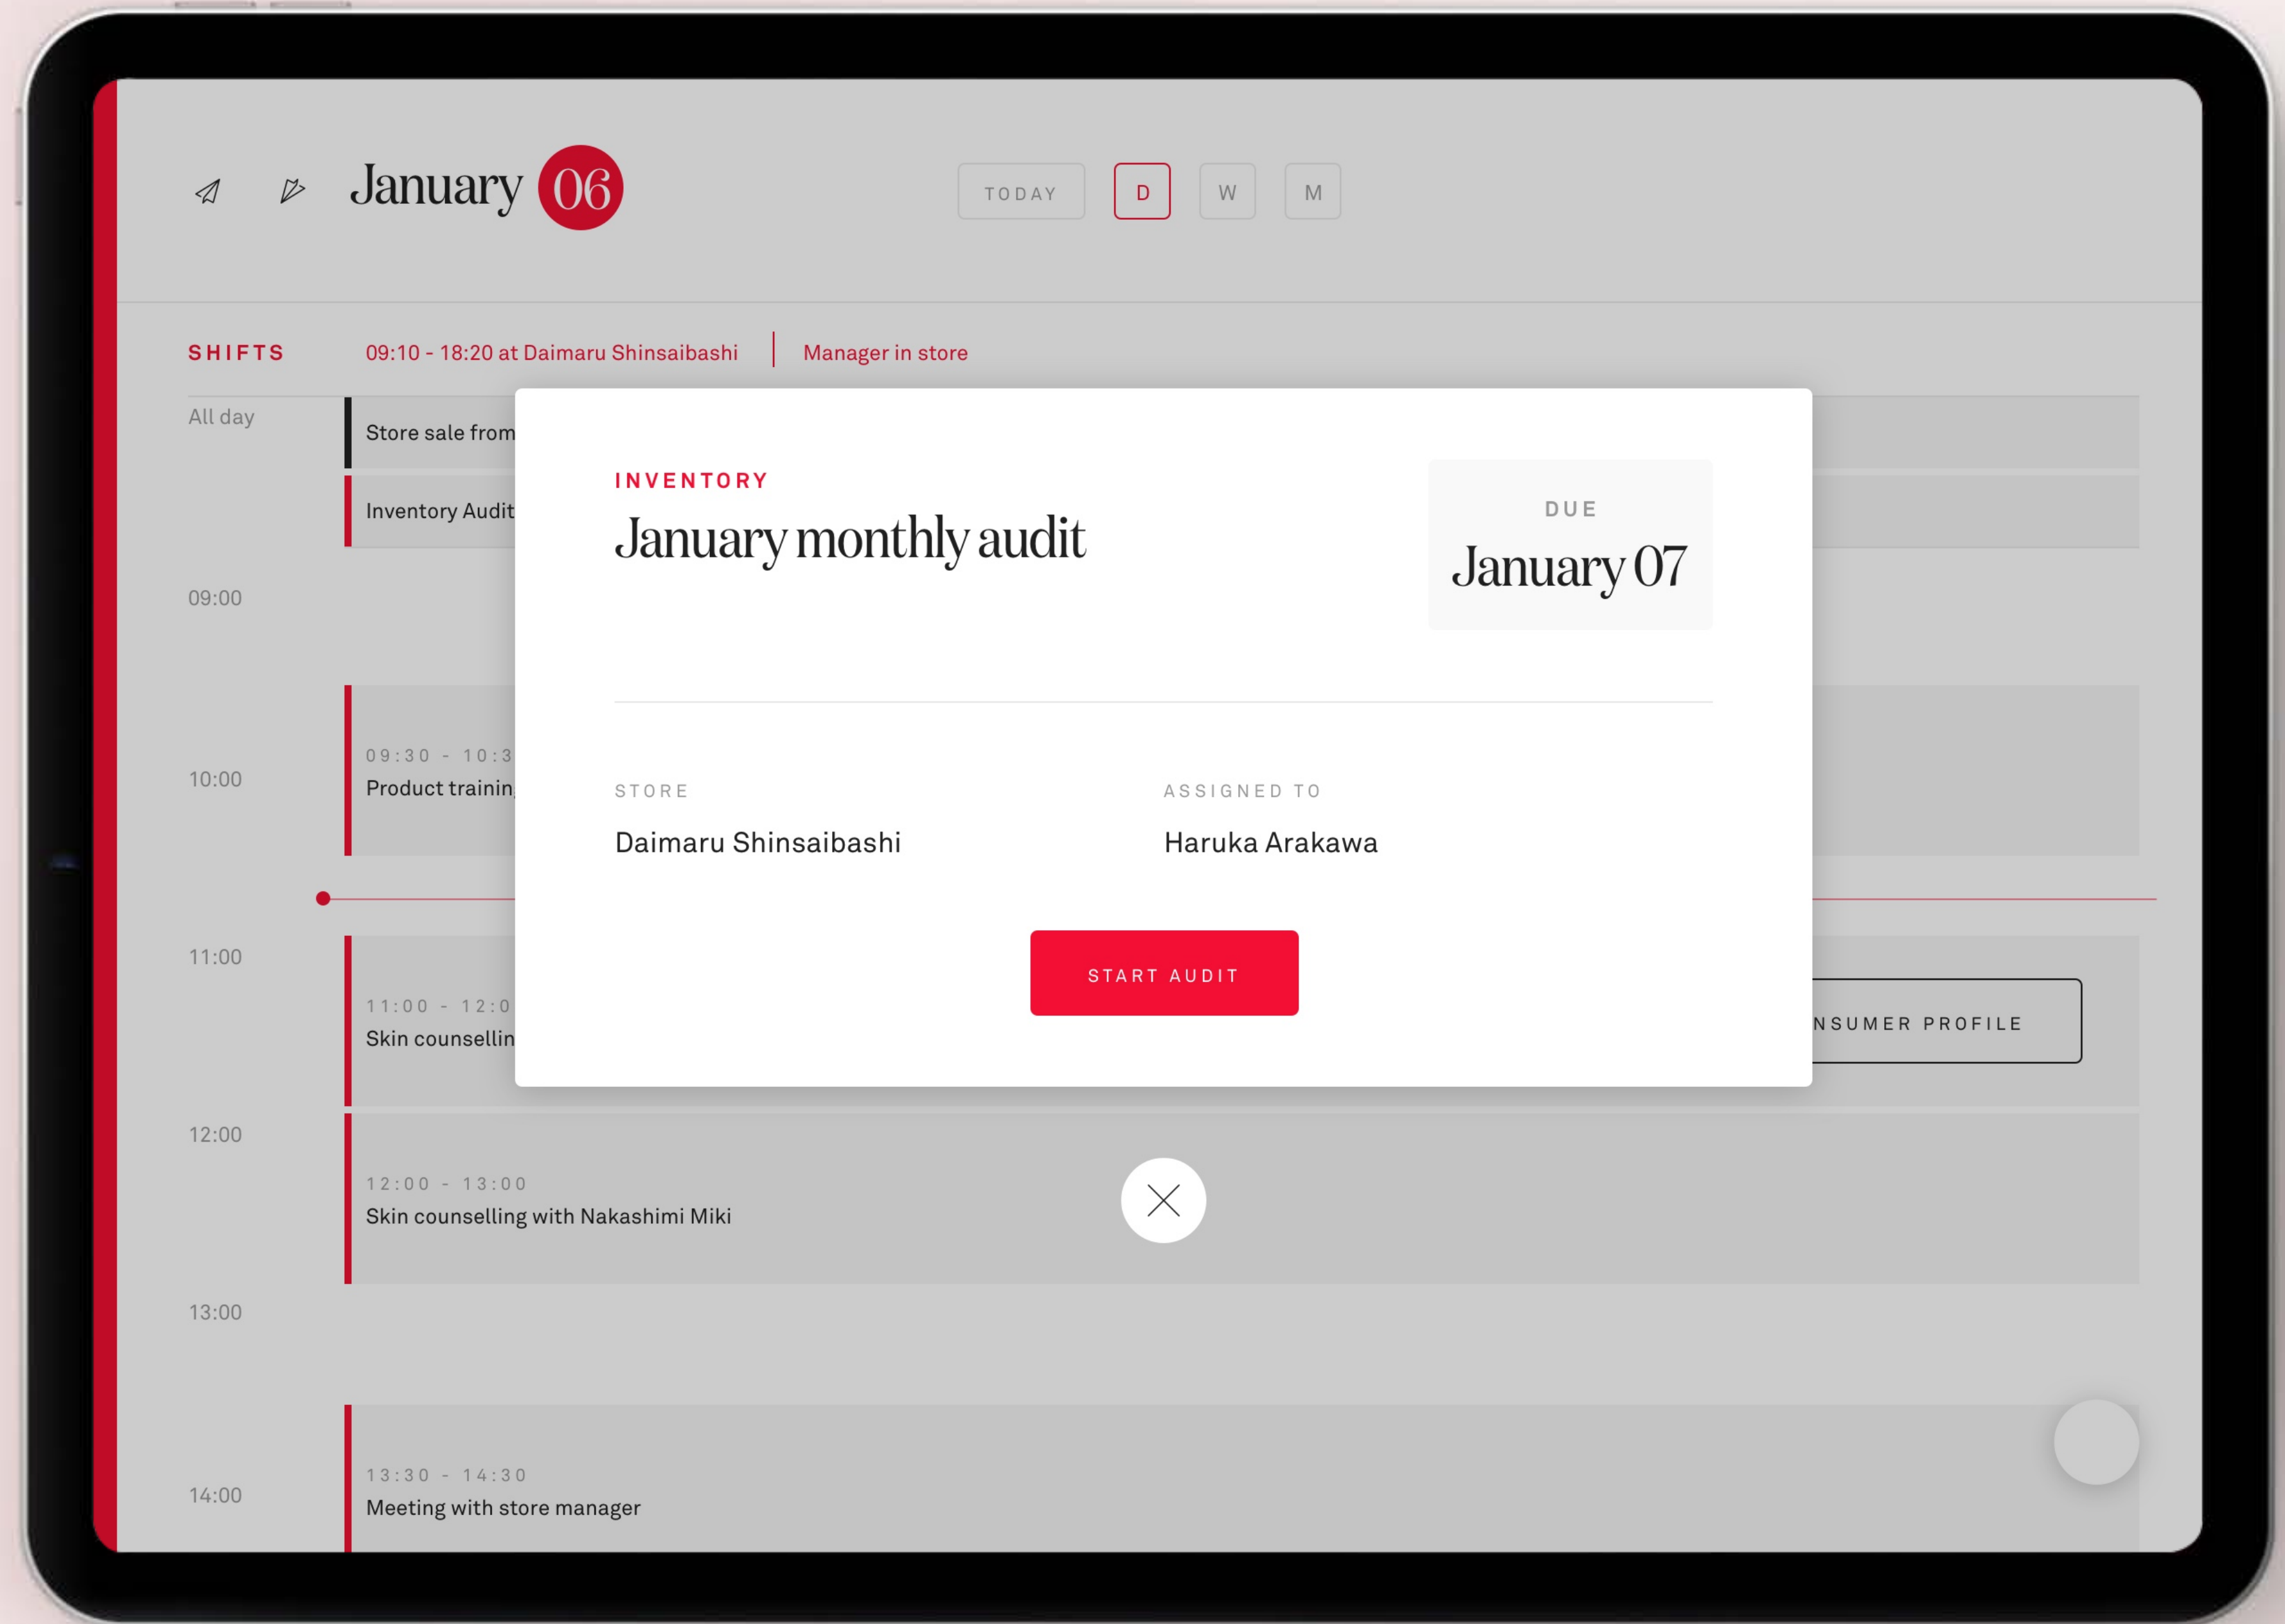 January 06
TODAY
D
W
M
SHIFTS
09:10 - 18:20 at Daimaru Shinsaibashi
Manager in store
All day
Store sale from
Inventory Audit
INVENTORY
January monthly audit
DUE
January 07
09:00
09:30 - 10:3
Product
10:00
STORE
Daimaru Shinsaibashi
ASSIGNED TO
Haruka Arakawa
START AUDIT
11:00
11:00 - 12:0
Skin
PROFILE
12:00
12:00 - 13:00
Skin counselling with Nakashimi Miki
13:00
13:30 - 14:30
Meeting with store manager
14:00